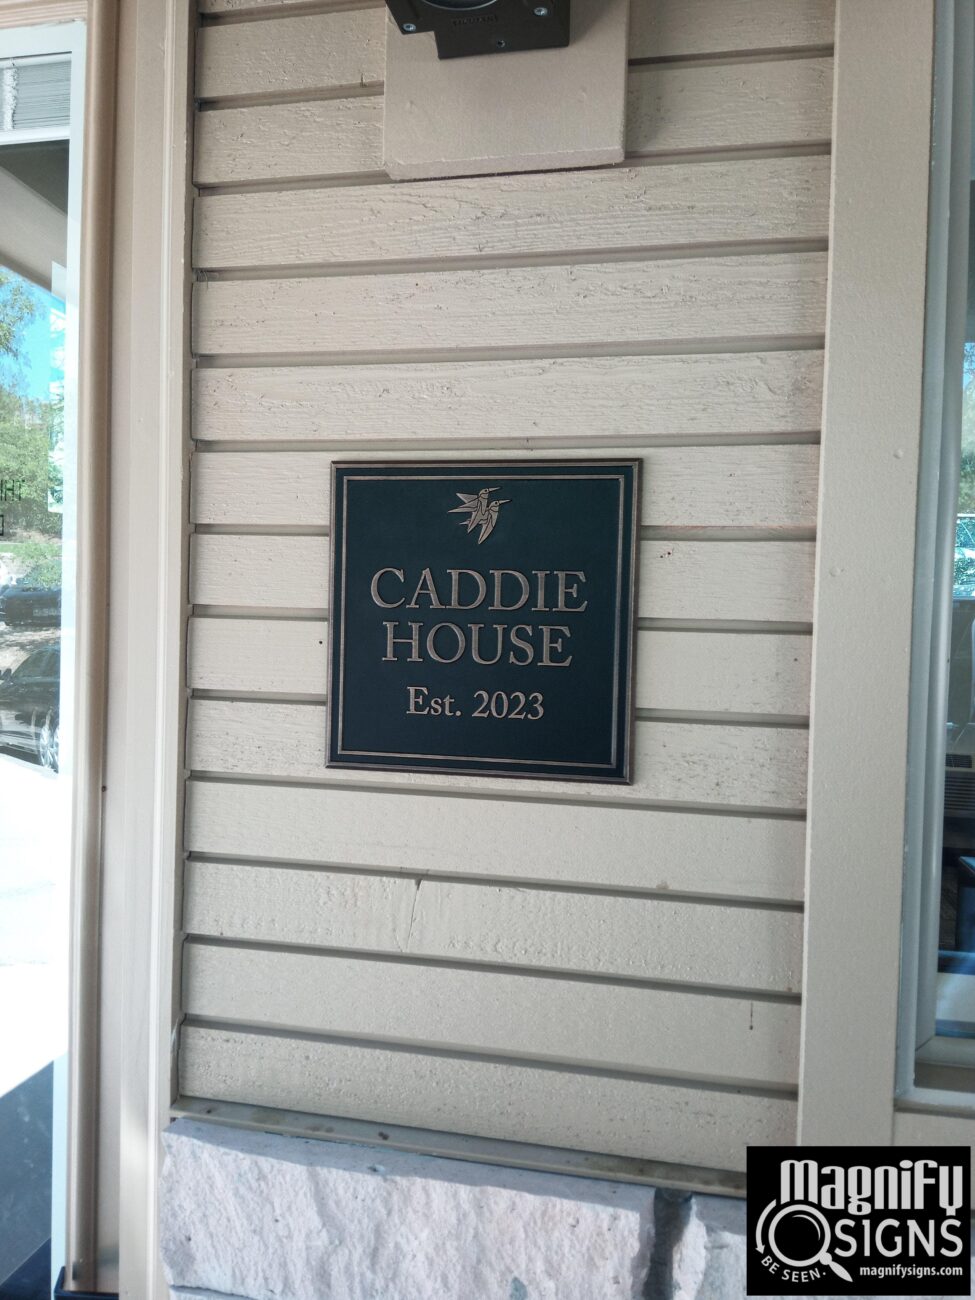 CADDIE
HOUSE
Est. 2023
MagniFy
SIGNS
BE SEEN.
magnifysigns.com